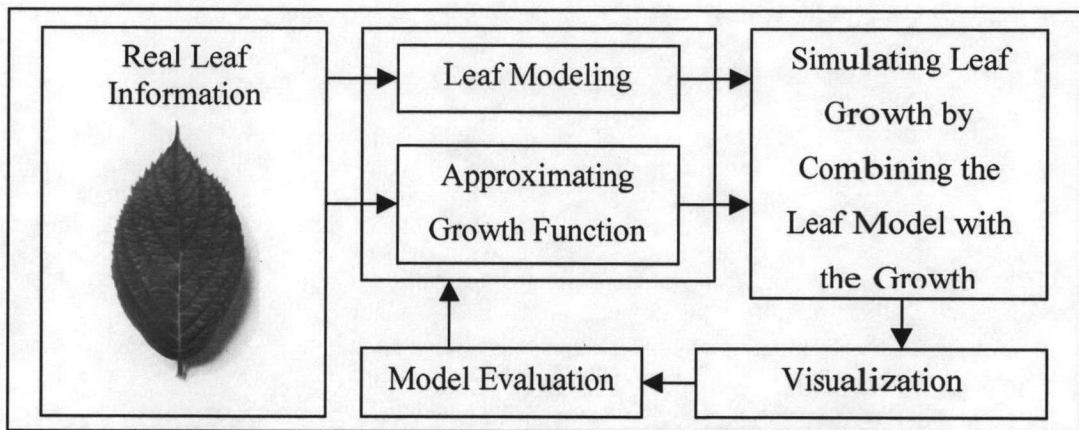 Real Leaf
Information
Leaf Modeling
Approximating
Growth Function
Simulating Leaf
Growth by
Combining the
Leaf Model with
the Growth
Model Evaluation
Visualization